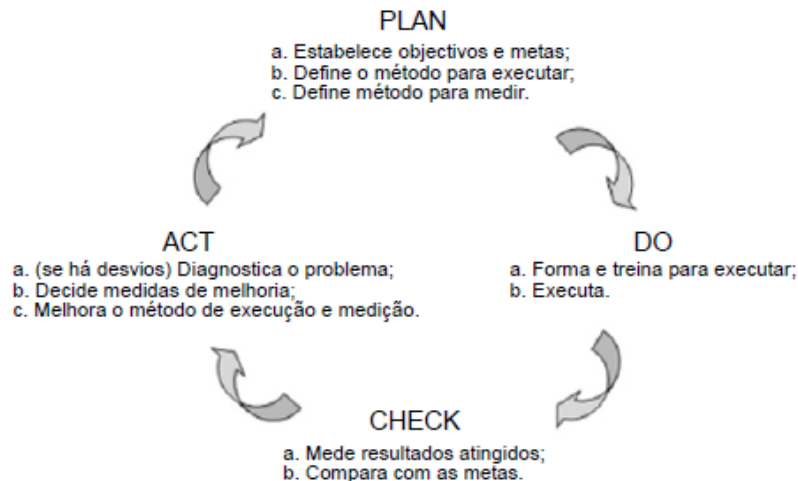 PLAN
a. Estabelece objectivos e metas;
b. Define o método para executar;
c. Define método para medir.
ACT
a. (se há desvios) Diagnostica o problema;
b. Decide medidas de melhoria;
c. Melhora o método de execução e medição.
DO
a. Forma e treina para executar;
b. Executa.
CHECK
a. Mede resultados atingidos;
b. Compara com as metas.